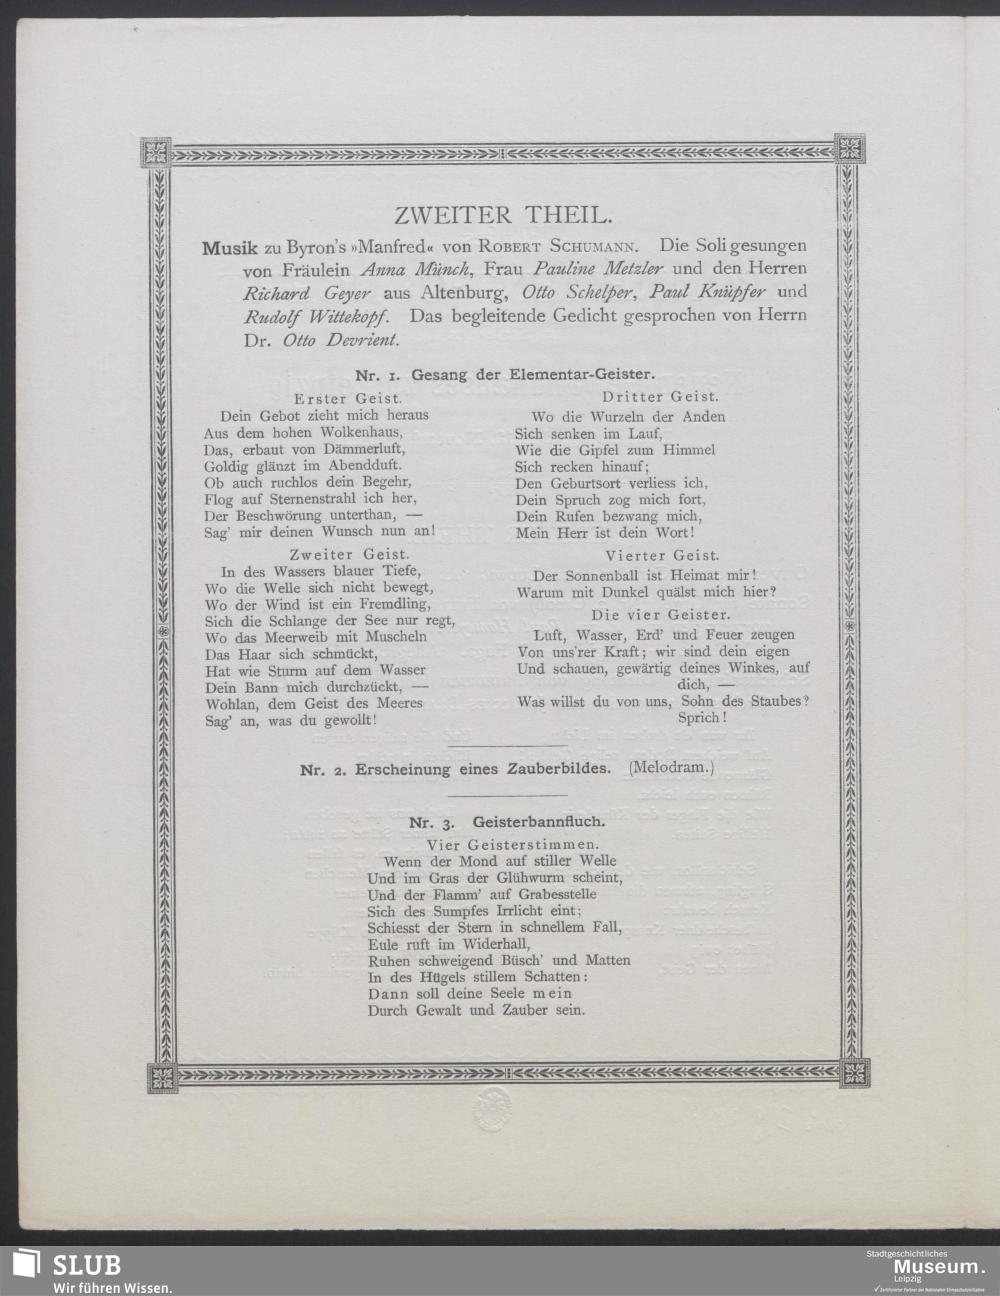 ZWEITER THEIL.
Musik zu Byron's »Manfred« von ROBERT SCHUMANN. Die Soli gesungen
von Fräulein Anna Münch, Frau Pauline Metzler und den Herren
Richard Geyer aus Altenburg, Otto Schelper, Paul Knüpfer und
Rudolf Wittekopf. Das begleitende Gedicht gesprochen von Herrn
Dr. Otto Devrient.
Nr. 1. Gesang der Elementar-Geister.
Erster Geist.
Dein Gebot zieht mich heraus
Aus dem hohen Wolkenhaus,
Das, erbaut von Dämmerluft,
Goldig glänzt im Abendduft.
Ob auch ruchlos dein Begehr,
Flog auf Sternenstrahl ich her,
Der Beschwörung unterthan, —
Sag' mir deinen Wunsch nun an!
Zweiter Geist.
In des Wassers blauer Tiefe,
Wo die Welle sich nicht bewegt,
Wo der Wind ist ein Fremdling,
Sich die Schlange der See nur regt,
Wo das Meerweib mit Muscheln
Das Haar sich schmückt,
Hat wie Sturm auf dem Wasser
Dein Bann mich durchzückt, —
Wohlan, dem Geist des Meeres
Sag' an, was du gewollt!
Dritter Geist.
Wo die Wurzeln der Anden
Sich senken im Lauf,
Wie die Gipfel zum Himmel
Sich recken hinauf;
Den Geburtsort verliess ich,
Dein Spruch zog mich fort,
Dein Rufen bezwang mich,
Mein Herr ist dein Wort!
Vierter Geist.
Der Sonnenball ist Heimat mir!
Warum mit Dunkel quälst mich hier?
Die vier Geister.
Luft, Wasser, Erd' und Feuer zeugen
Von uns'rer Kraft; wir sind dein eigen
Und schauen, gewärtig deines Winkes, auf
dich, —
Was willst du von uns, Sohn des Staubes?
Sprich!
Nr. 2. Erscheinung eines Zauberbildes. (Melodram.)
Nr. 3. Geisterbannfluch.
Vier Geisterstimmen.
Wenn der Mond auf stiller Welle
Und im Gras der Glühwurm scheint,
Und der Flamm' auf Grabesstelle
Sich des Sumpfes Irrlicht eint;
Schiesst der Stern in schnellem Fall,
Eule ruft im Widerhall,
Ruhen schweigend Büsch' und Matten
In des Hügels stillem Schatten:
Dann soll deine Seele mein
Durch Gewalt und Zauber sein.
SLUB
Wir führen Wissen.
Stadtgeschichtliches
Museum.
Leipzig
Zertifizierter Partner der Nationalen Klimaschutzinitiative